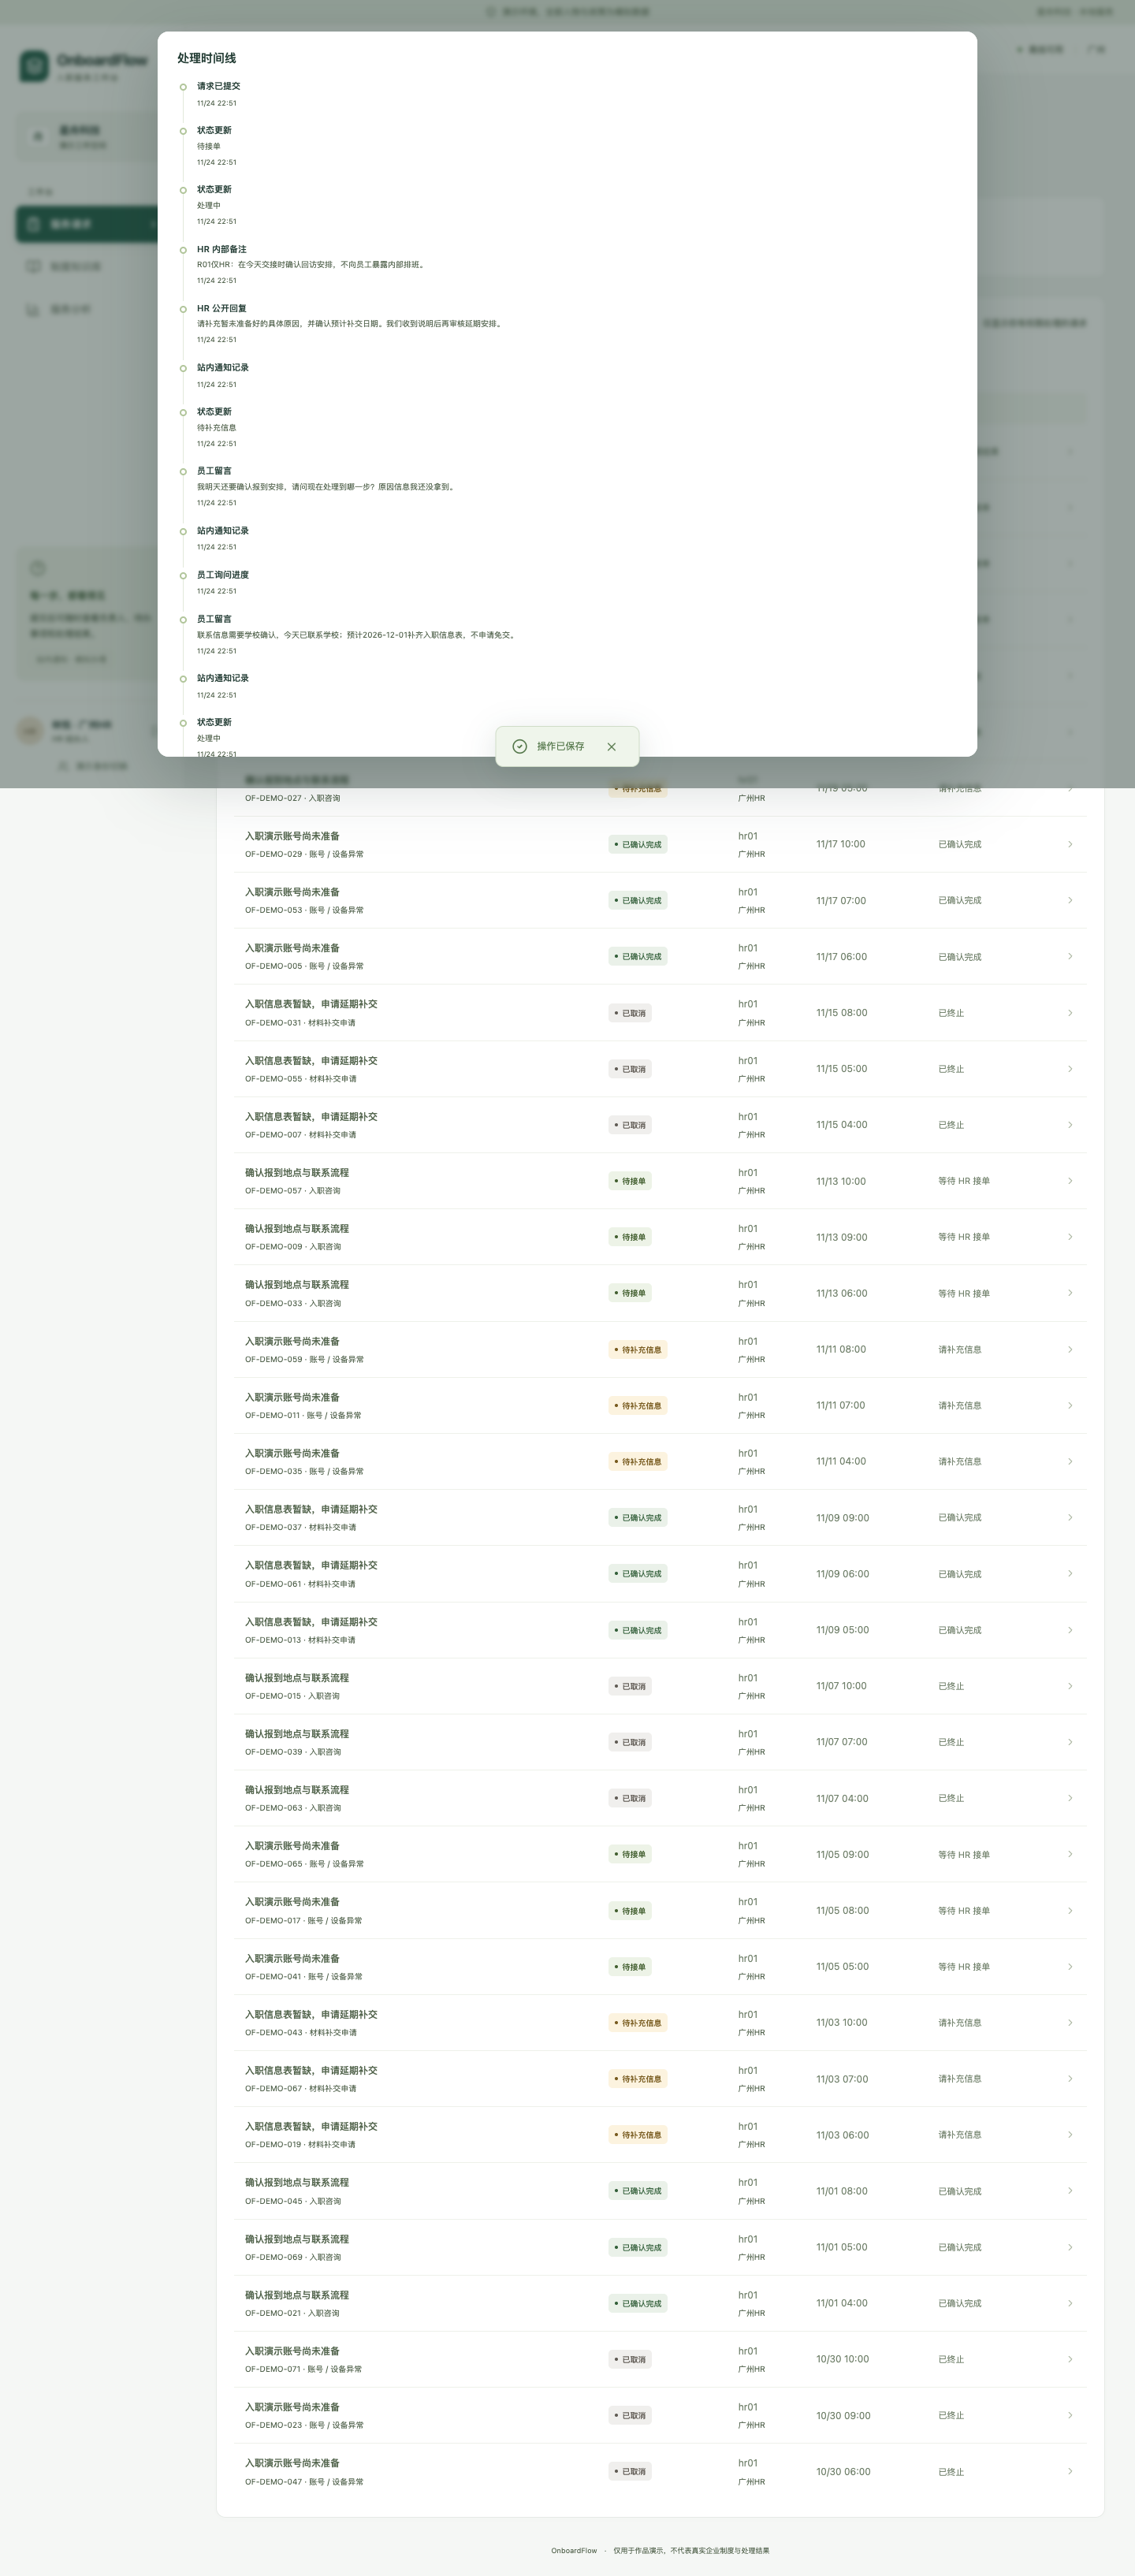 OnboardFlow
处理时间线
请求已提交
11/24 22:51
状态更新
待接单
11/24 22:51
状态更新
处理中
11/24 22:51
HR 内部备注
R01仅HR：在今天交接时确认回访安排，不向员工暴露内部排班。
11/24 22:51
HR 公开回复
请补充暂未准备好的具体原因，并确认预计补交日期。我们收到说明后再审核延期安排。
11/24 22:51
站内通知记录
11/24 22:51
状态更新
待补充信息
11/24 22:51
员工留言
我明天还要确认报到安排，请问现在处理到哪一步？原因信息我还没拿到。
11/24 22:51
站内通知记录
11/24 22:51
员工询问进度
11/24 22:51
员工留言
联系信息需要学校确认，今天已联系学校；预计2026-12-01补齐入职信息表，不申请免交。
11/24 22:51
站内通知记录
11/24 22:51
状态更新
处理中
11/24 22:51
操作已保存
确认报到地点与联系流程
OF-DEMO-027 · 入职咨询
待补充信息
广州HR
11/19 05:00
请补充信息
入职演示账号尚未准备
OF-DEMO-029 · 账号 / 设备异常
已确认完成
hr01
广州HR
11/17 10:00
已确认完成
入职演示账号尚未准备
OF-DEMO-053 · 账号 / 设备异常
已确认完成
hr01
广州HR
11/17 07:00
已确认完成
入职演示账号尚未准备
OF-DEMO-005 · 账号 / 设备异常
已确认完成
hr01
广州HR
11/17 06:00
已确认完成
入职信息表暂缺，申请延期补交
OF-DEMO-031 · 材料补交申请
已取消
hr01
广州HR
11/15 08:00
已终止
入职信息表暂缺，申请延期补交
OF-DEMO-055 · 材料补交申请
已取消
hr01
广州HR
11/15 05:00
已终止
入职信息表暂缺，申请延期补交
OF-DEMO-007 · 材料补交申请
已取消
hr01
广州HR
11/15 04:00
已终止
确认报到地点与联系流程
OF-DEMO-057 · 入职咨询
待接单
hr01
广州HR
11/13 10:00
等待 HR 接单
确认报到地点与联系流程
OF-DEMO-009 · 入职咨询
待接单
hr01
广州HR
11/13 09:00
等待 HR 接单
确认报到地点与联系流程
OF-DEMO-033 · 入职咨询
待接单
hr01
广州HR
11/13 06:00
等待 HR 接单
入职演示账号尚未准备
OF-DEMO-059 · 账号 / 设备异常
待补充信息
hr01
广州HR
11/11 08:00
请补充信息
入职演示账号尚未准备
OF-DEMO-011 · 账号 / 设备异常
待补充信息
hr01
广州HR
11/11 07:00
请补充信息
入职演示账号尚未准备
OF-DEMO-035 · 账号 / 设备异常
待补充信息
hr01
广州HR
11/11 04:00
请补充信息
入职信息表暂缺，申请延期补交
OF-DEMO-037 · 材料补交申请
已确认完成
hr01
广州HR
11/09 09:00
已确认完成
入职信息表暂缺，申请延期补交
OF-DEMO-061 · 材料补交申请
已确认完成
hr01
广州HR
11/09 06:00
已确认完成
入职信息表暂缺，申请延期补交
OF-DEMO-013 · 材料补交申请
已确认完成
hr01
广州HR
11/09 05:00
已确认完成
确认报到地点与联系流程
OF-DEMO-015 · 入职咨询
已取消
hr01
广州HR
11/07 10:00
已终止
确认报到地点与联系流程
OF-DEMO-039 · 入职咨询
已取消
hr01
广州HR
11/07 07:00
已终止
确认报到地点与联系流程
OF-DEMO-063 · 入职咨询
已取消
hr01
广州HR
11/07 04:00
已终止
入职演示账号尚未准备
OF-DEMO-065 · 账号 / 设备异常
待接单
hr01
广州HR
11/05 09:00
等待 HR 接单
入职演示账号尚未准备
OF-DEMO-017 · 账号 / 设备异常
待接单
hr01
广州HR
11/05 08:00
等待 HR 接单
入职演示账号尚未准备
OF-DEMO-041 · 账号 / 设备异常
待接单
hr01
广州HR
11/05 05:00
等待 HR 接单
入职信息表暂缺，申请延期补交
OF-DEMO-043 · 材料补交申请
待补充信息
hr01
广州HR
11/03 10:00
请补充信息
入职信息表暂缺，申请延期补交
OF-DEMO-067 · 材料补交申请
待补充信息
hr01
广州HR
11/03 07:00
请补充信息
入职信息表暂缺，申请延期补交
OF-DEMO-019 · 材料补交申请
待补充信息
hr01
广州HR
11/03 06:00
请补充信息
确认报到地点与联系流程
OF-DEMO-045 · 入职咨询
已确认完成
hr01
广州HR
11/01 08:00
已确认完成
确认报到地点与联系流程
OF-DEMO-069 · 入职咨询
已确认完成
hr01
广州HR
11/01 05:00
已确认完成
确认报到地点与联系流程
OF-DEMO-021 · 入职咨询
已确认完成
hr01
广州HR
11/01 04:00
已确认完成
入职演示账号尚未准备
OF-DEMO-071 · 账号 / 设备异常
已取消
hr01
广州HR
10/30 10:00
已终止
入职演示账号尚未准备
OF-DEMO-023 · 账号 / 设备异常
已取消
hr01
广州HR
10/30 09:00
已终止
入职演示账号尚未准备
OF-DEMO-047 · 账号 / 设备异常
已取消
hr01
广州HR
10/30 06:00
已终止
OnboardFlow · 仅用于作品演示，不代表真实企业制度与处理结果